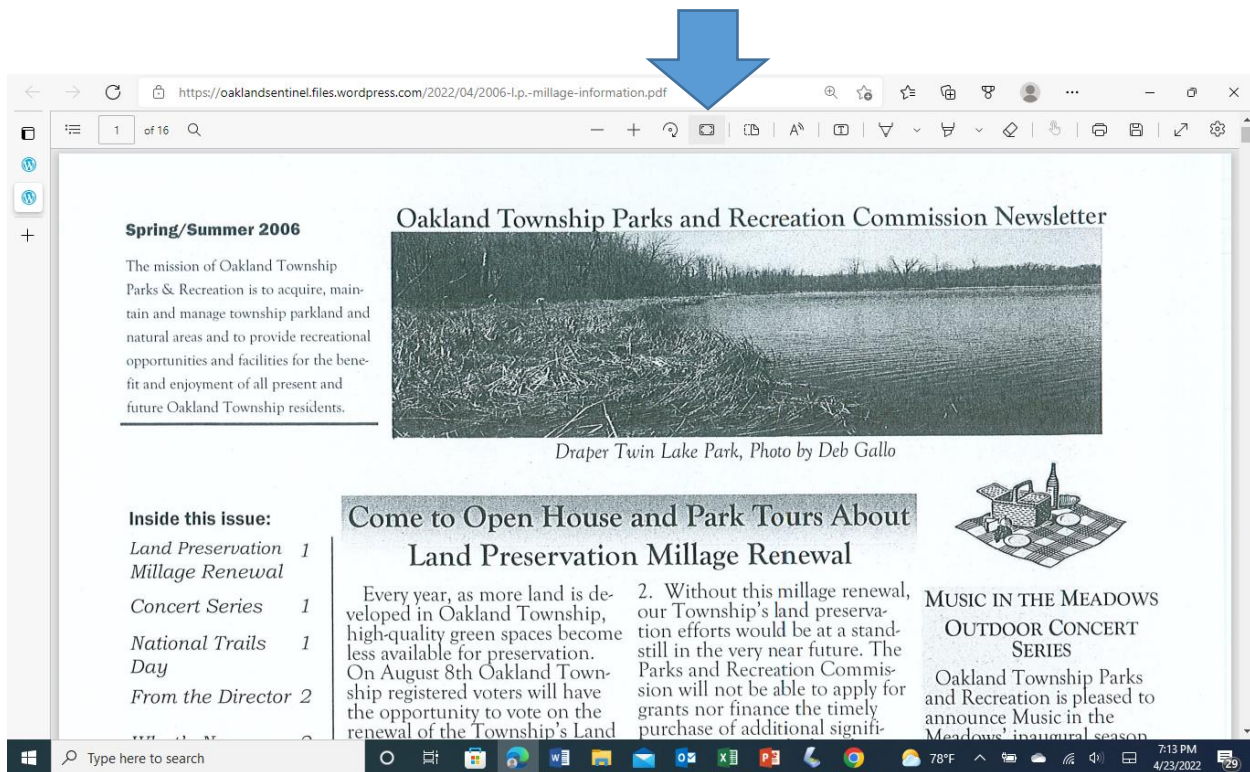 https://oaklandsentinel.files.wordpress.com/2022/04/2006-l.p.-millage-information.pdf
1 of 16
Spring/Summer 2006
The mission of Oakland Township
Parks & Recreation is to acquire, main-
tain and manage township parkland and
natural areas and to provide recreational
opportunities and facilities for the bene-
fit and enjoyment of all present and
future Oakland Township residents.
Oakland Township Parks and Recreation Commission Newsletter
Draper Twin Lake Park, Photo by Deb Gallo
Inside this issue:
Land Preservation 1
Millage Renewal
Concert Series 1
National Trails 1
Day
From the Director 2
Come to Open House and Park Tours About
Land Preservation Millage Renewal
Every year, as more land is de-
veloped in Oakland Township,
high-quality green spaces become
less available for preservation.
On August 8th Oakland Town-
ship registered voters will have
the opportunity to vote on the
renewal of the Township's Land
2. Without this millage renewal,
our Township's land preserva-
tion efforts would be at a stand-
still in the very near future. The
Parks and Recreation Commis-
sion will not be able to apply for
grants nor finance the timely
purchase of additional signifi-
MUSIC IN THE MEADOWS
OUTDOOR CONCERT
SERIES
Oakland Township Parks
and Recreation is pleased to
announce Music in the
Meadows' inaugural season
Type here to search
78°F
7:13 PM
4/23/2022
29